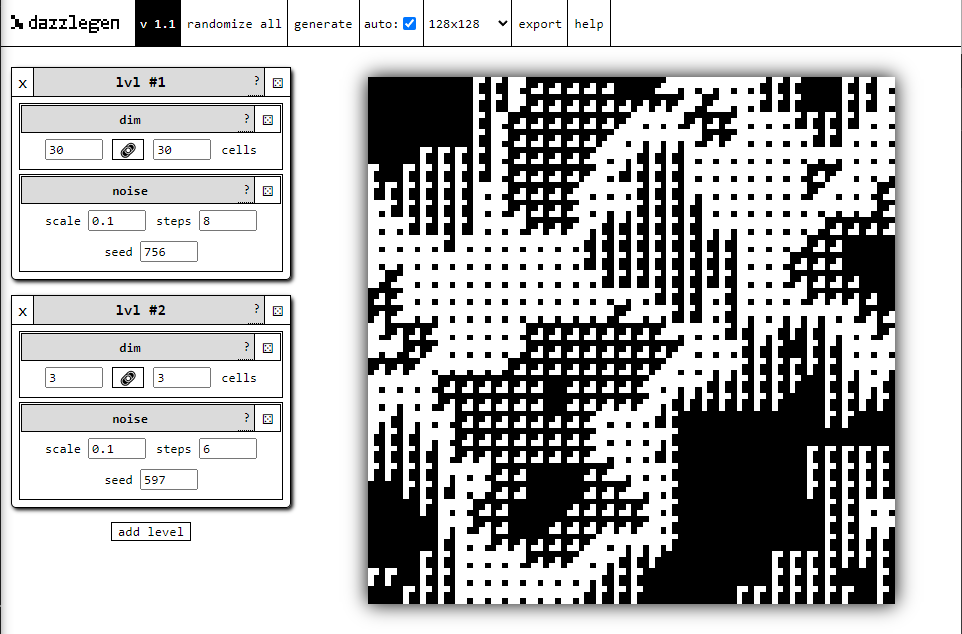 dazzlegen v 1.1 randomize all generate auto: 128x128 export help
x lvl #1 ?
dim ?
30 30 cells
noise ?
scale 0.1 steps 8
seed 756
x lvl #2 ?
dim ?
3 3 cells
noise ?
scale 0.1 steps 6
seed 597
add level